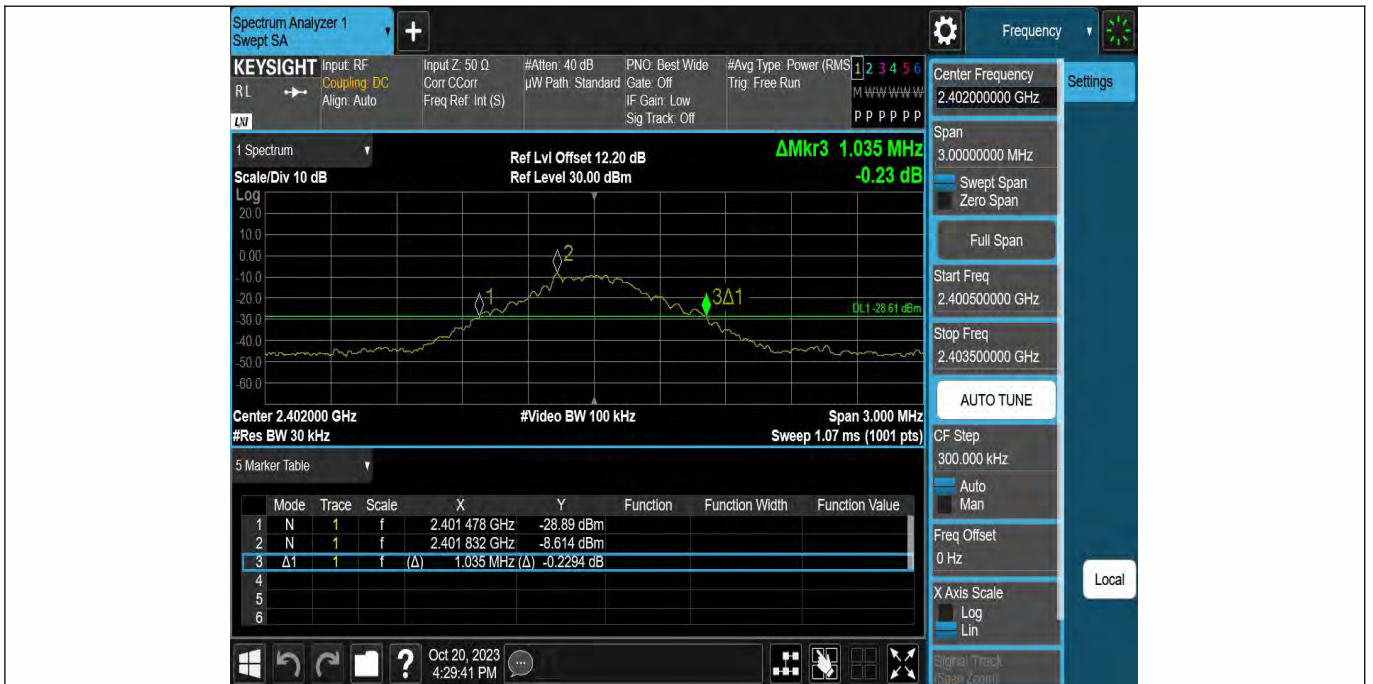 Spectrum Analyzer 1
Swept SA
+
Frequency
KEYSIGHT
RL
LXI
Input: RF
Coupling: DC
Align: Auto
Input Z: 50 Ω
Corr CCorr
Freq Ref: Int (S)
#Atten: 40 dB
µW Path: Standard
PNO: Best Wide
Gate: Off
IF Gain: Low
Sig Track: Off
#Avg Type: Power (RMS
Trig: Free Run
1 2 3 4 5 6
M W W W W W
P P P P P P
1 Spectrum
Scale/Div 10 dB
Ref Lvl Offset 12.20 dB
Ref Level 30.00 dBm
ΔMkr3 1.035 MHz
-0.23 dB
Log
20.0
10.0
0.00
-10.0
-20.0
-30.0
-40.0
-50.0
-60.0
1
2
3Δ1
DL1 -28.61 dBm
Center 2.402000 GHz
#Video BW 100 kHz
Span 3.000 MHz
#Res BW 30 kHz
Sweep 1.07 ms (1001 pts)
5 Marker Table
Mode Trace Scale X Y Function Function Width Function Value
1 N 1 f 2.401 478 GHz -28.89 dBm
2 N 1 f 2.401 832 GHz -8.614 dBm
3 Δ1 1 f (Δ) 1.035 MHz (Δ) -0.2294 dB
4
5
6
?
Oct 20, 2023
4:29:41 PM
Center Frequency
2.402000000 GHz
Span
3.00000000 MHz
Swept Span
Zero Span
Full Span
Start Freq
2.400500000 GHz
Stop Freq
2.403500000 GHz
AUTO TUNE
CF Step
300.000 kHz
Auto
Man
Freq Offset
0 Hz
X Axis Scale
Log
Lin
Signal Track
(Span Zoom)
Settings
Local